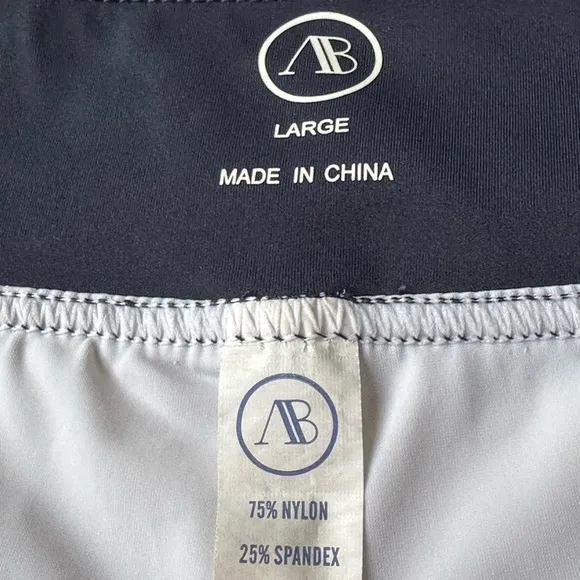 AB
LARGE
MADE IN CHINA
AB
75% NYLON
25% SPANDEX